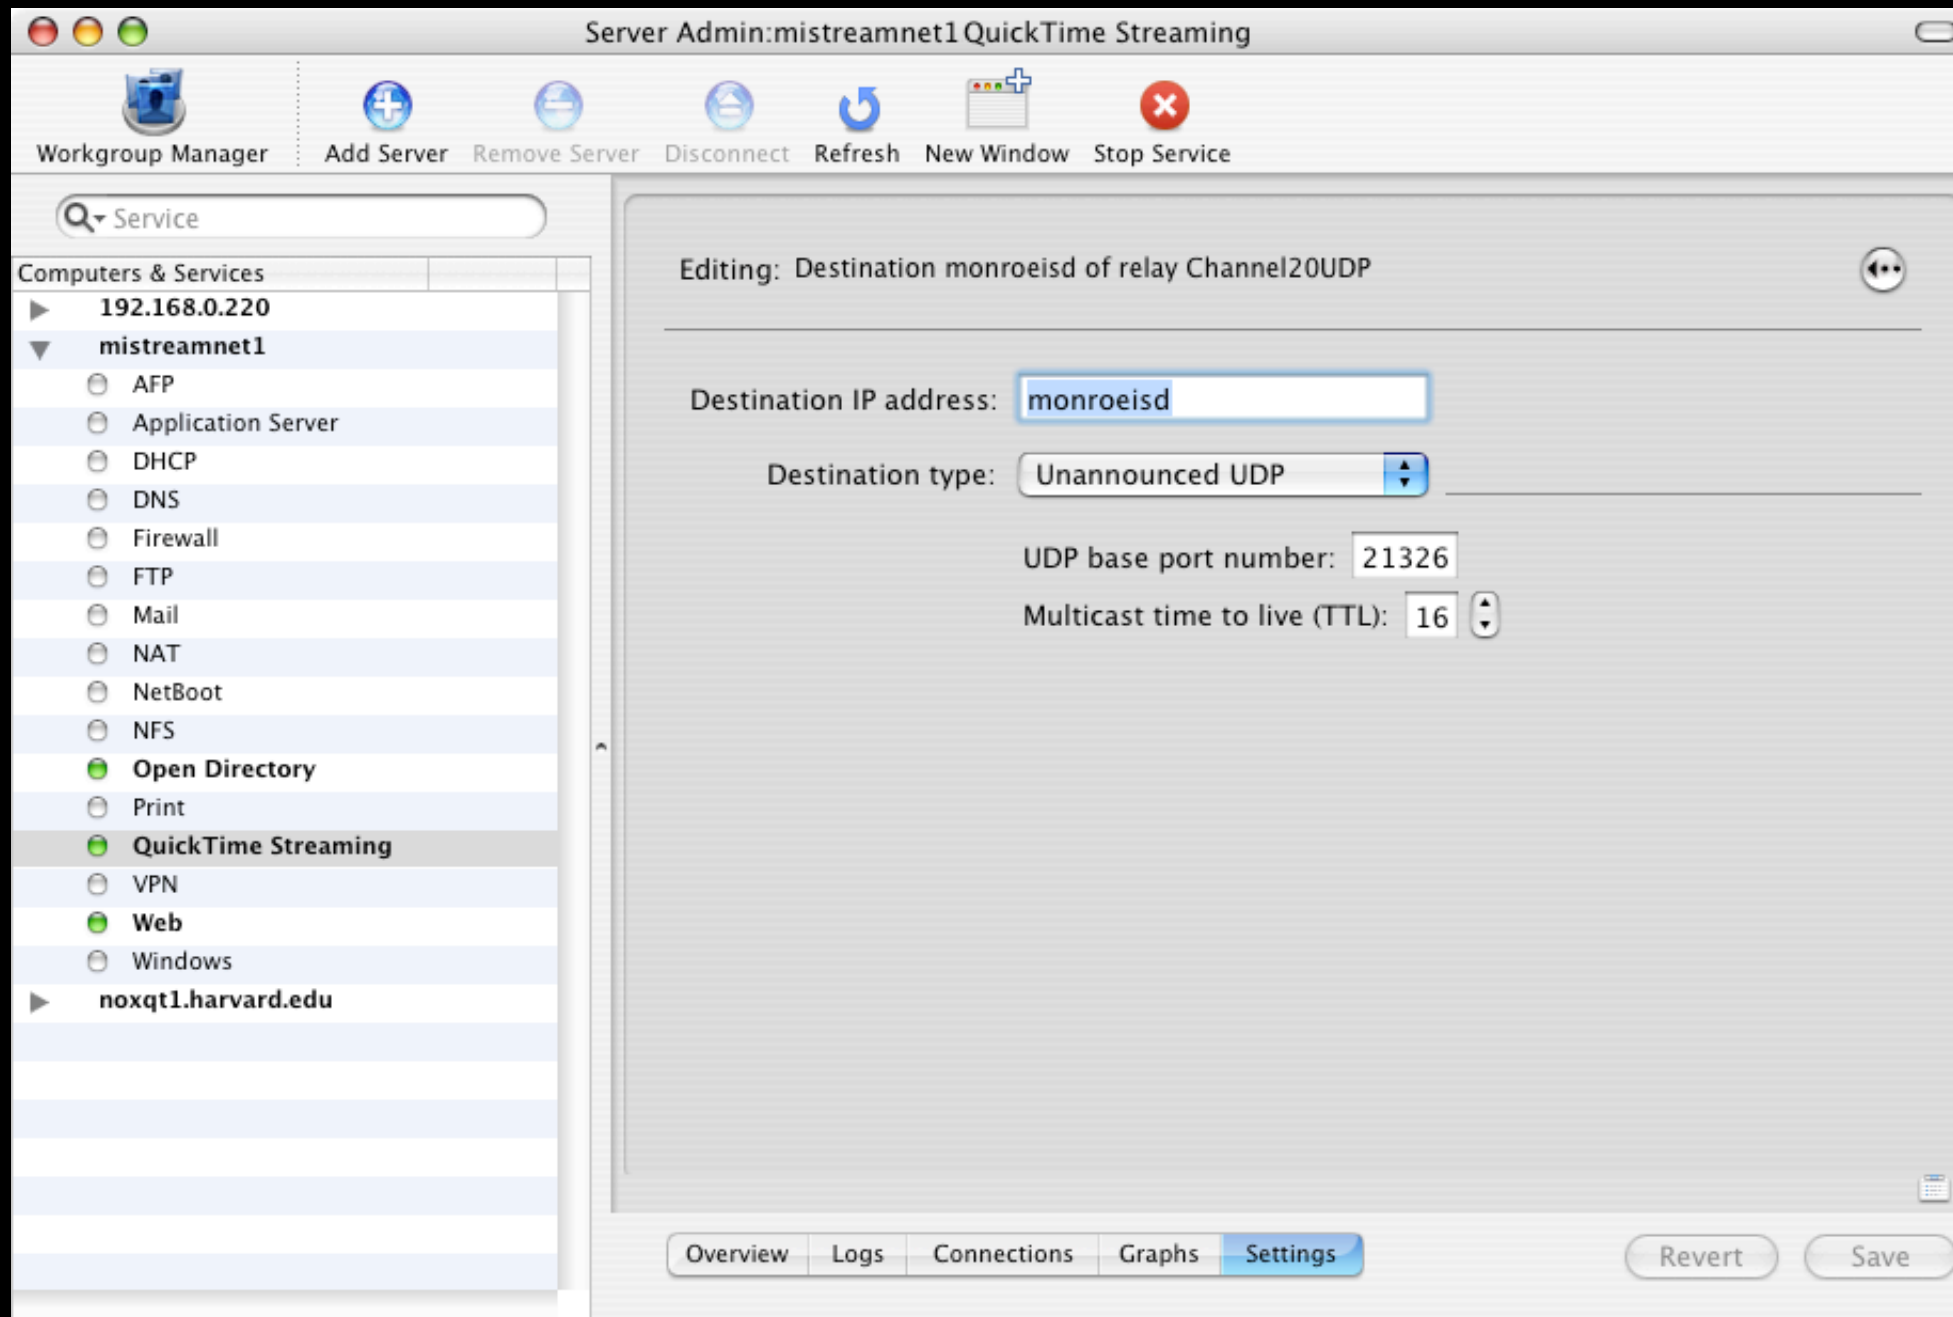 Server Admin:mistreamnet1QuickTime Streaming
Workgroup Manager
Add Server
Remove Server
Disconnect
Refresh
New Window
Stop Service
Service
Computers & Services
192.168.0.220
mistreamnet1
AFP
Application Server
DHCP
DNS
Firewall
FTP
Mail
NAT
NetBoot
NFS
Open Directory
Print
QuickTime Streaming
VPN
Web
Windows
noxqt1.harvard.edu
Editing: Destination monroeisd of relay Channel20UDP
Destination IP address: monroeisd
Destination type: Unannounced UDP
UDP base port number: 21326
Multicast time to live (TTL): 16
Overview
Logs
Connections
Graphs
Settings
Revert
Save